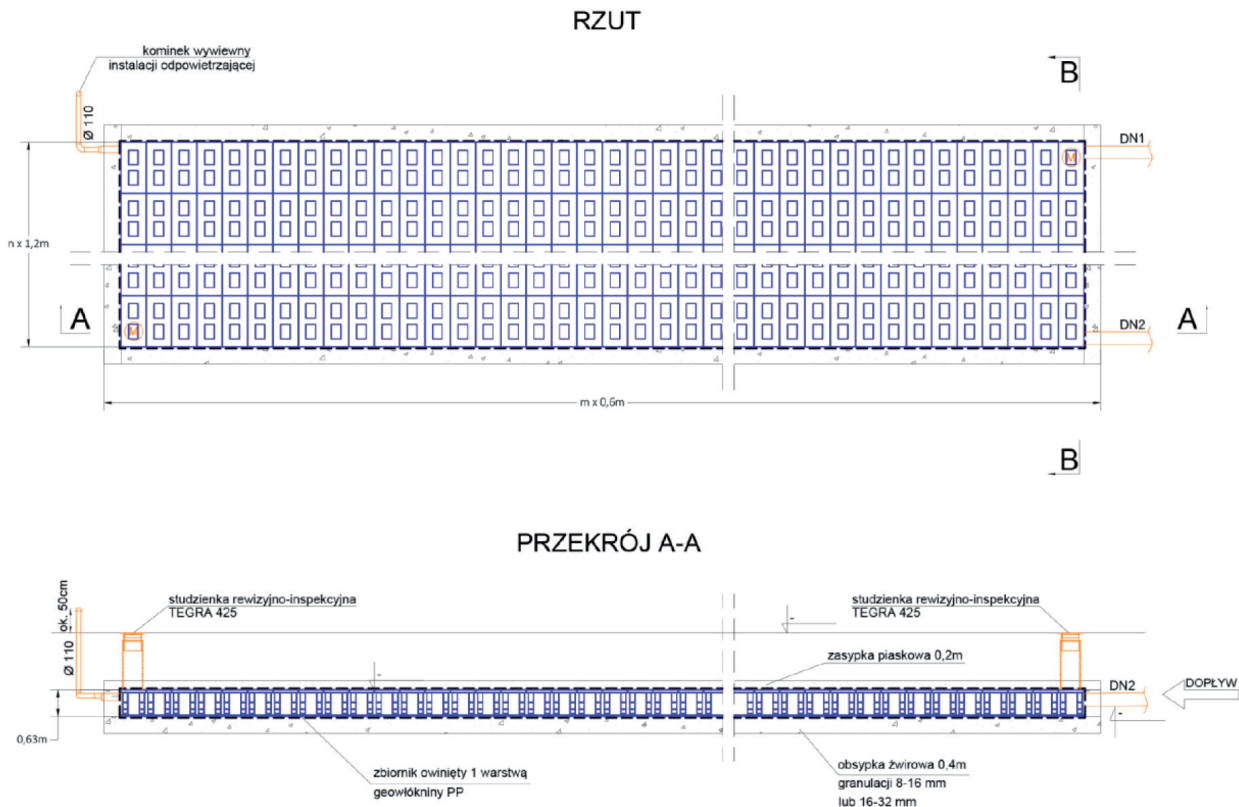 RZUT
kominek wywiewny
instalacji odpowietrzającej
B
Ø 110
DN1
M
n x 1,2m
A
M
DN2
A
m x 0,6m
B
PRZEKRÓJ A-A
ok. 50cm
studzienka rewizyjno-inspekcyjna
TEGRA 425
studzienka rewizyjno-inspekcyjna
TEGRA 425
Ø 110
zasypka piaskowa 0,2m
DN2
DOPŁYW
0,63m
zbiornik owinięty 1 warstwą
geowłókniny PP
obsypka żwirowa 0,4m
granulacji 8-16 mm
lub 16-32 mm